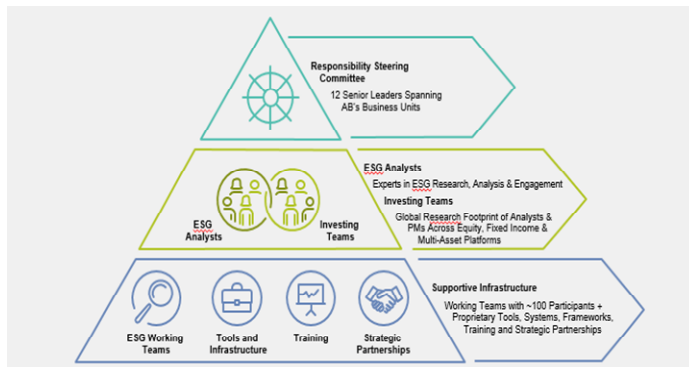 Responsibility Steering
Committee
12 Senior Leaders Spanning
AB's Business Units
ESG Analysts
Experts in ESG Research, Analysis & Engagement
Investing Teams
Global Research Footprint of Analysts &
PMs Across Equity, Fixed Income &
Multi-Asset Platforms
ESG
Analysts
Investing
Teams
Supportive Infrastructure
Working Teams with ~100 Participants +
Proprietary Tools, Systems, Frameworks,
Training and Strategic Partnerships
ESG Working
Teams
Tools and
Infrastructure
Training
Strategic
Partnerships